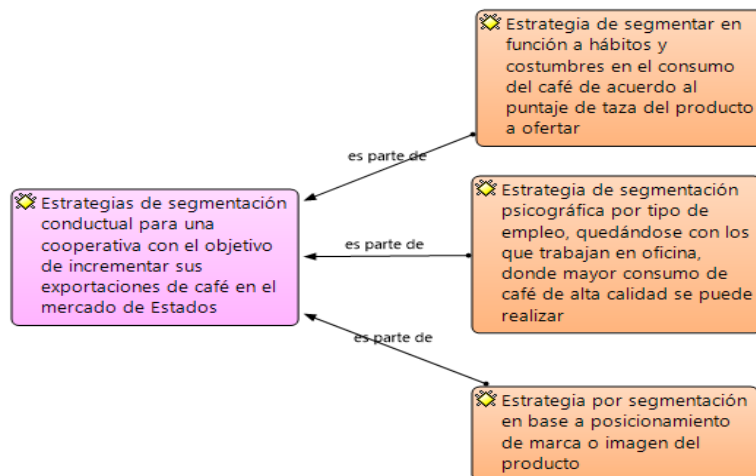 Estrategia de segmentar en
función a hábitos y
costumbres en el consumo
del café de acuerdo al
puntaje de taza del producto
a ofertar
es parte de
Estrategias de segmentación
conductual para una
cooperativa con el objetivo
de incrementar sus
exportaciones de café en el
mercado de Estados
es parte de
Estrategia de segmentación
psicográfica por tipo de
empleo, quedándose con los
que trabajan en oficina,
donde mayor consumo de
café de alta calidad se puede
realizar
es parte de
Estrategia por segmentación
en base a posicionamiento
de marca o imagen del
producto